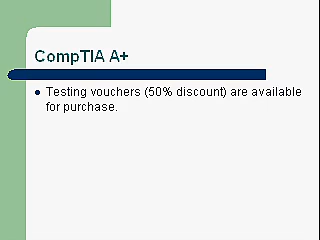 CompTIA A+
Testing vouchers (50% discount) are available
for purchase.